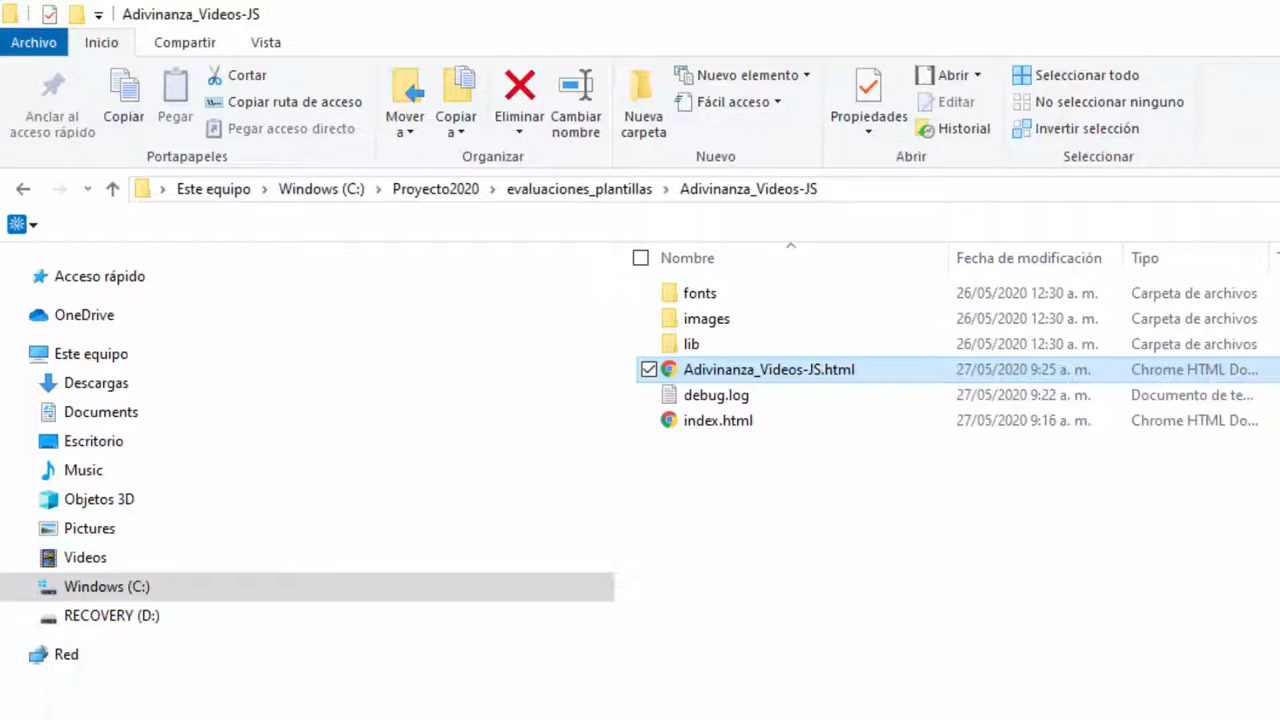 Adivinanza_Videos-JS
Archivo Inicio Compartir Vista
Anclar al acceso rápido
Copiar
Pegar
Cortar
Copiar ruta de acceso
Pegar acceso directo
Portapapeles
Mover a
Copiar a
Eliminar
Cambiar nombre
Organizar
Nueva carpeta
Nuevo elemento
Fácil acceso
Nuevo
Propiedades
Abrir
Editar
Historial
Abrir
Seleccionar todo
No seleccionar ninguno
Invertir selección
Seleccionar
Este equipo > Windows (C:) > Proyecto2020 > evaluaciones_plantillas > Adivinanza_Videos-JS
Acceso rápido
OneDrive
Este equipo
Descargas
Documents
Escritorio
Music
Objetos 3D
Pictures
Videos
Windows (C:)
RECOVERY (D:)
Red
Nombre Fecha de modificación Tipo
fonts 26/05/2020 12:30 a. m. Carpeta de archivos
images 26/05/2020 12:30 a. m. Carpeta de archivos
lib 26/05/2020 12:30 a. m. Carpeta de archivos
Adivinanza_Videos-JS.html 27/05/2020 9:25 a. m. Chrome HTML Do...
debug.log 27/05/2020 9:22 a. m. Documento de te...
index.html 27/05/2020 9:16 a. m. Chrome HTML Do...